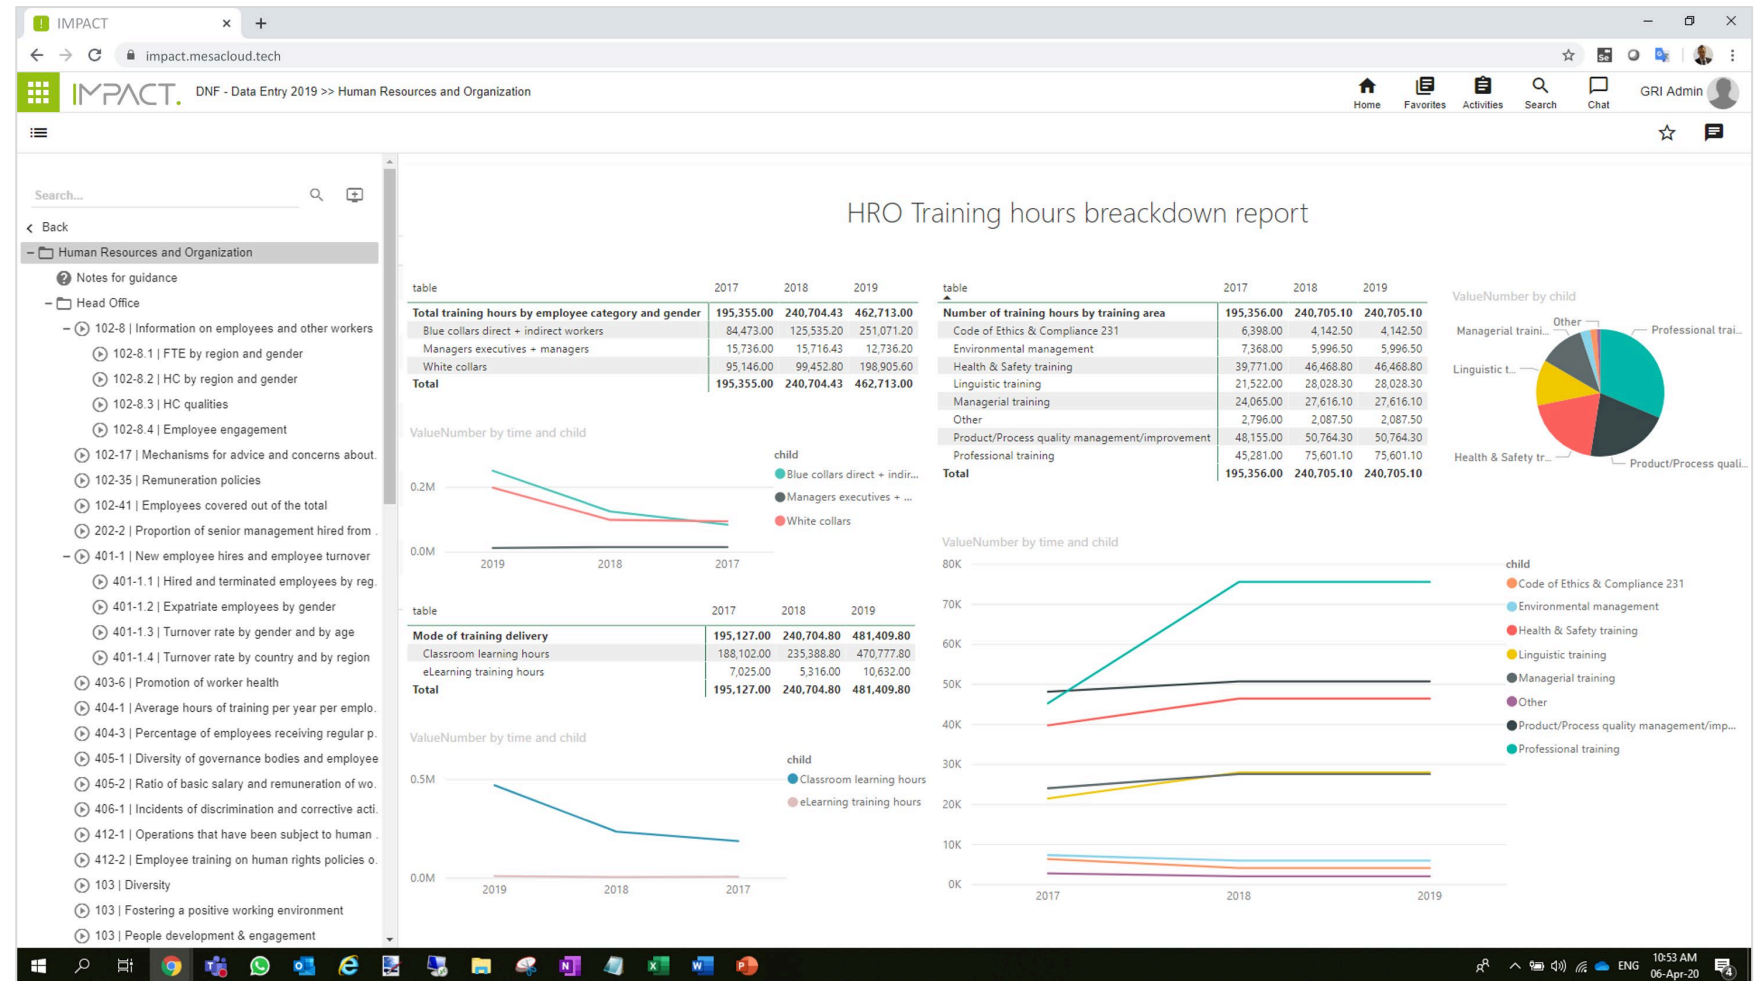 IMPACT
impact.mesacloud.tech
IMPACT.
DNF - Data Entry 2019 >> Human Resources and Organization
Home
Favorites
Activities
Search
Chat
GRI Admin
Search...
Back
Human Resources and Organization
Notes for guidance
Head Office
102-8 | Information on employees and other workers
102-8.1 | FTE by region and gender
102-8.2 | HC by region and gender
102-8.3 | HC qualities
102-8.4 | Employee engagement
102-17 | Mechanisms for advice and concerns about.
102-35 | Remuneration policies
102-41 | Employees covered out of the total
202-2 | Proportion of senior management hired from .
401-1 | New employee hires and employee turnover
401-1.1 | Hired and terminated employees by reg.
401-1.2 | Expatriate employees by gender
401-1.3 | Turnover rate by gender and by age
401-1.4 | Turnover rate by country and by region
403-6 | Promotion of worker health
404-1 | Average hours of training per year per emplo.
404-3 | Percentage of employees receiving regular p.
405-1 | Diversity of governance bodies and employee
405-2 | Ratio of basic salary and remuneration of wo.
406-1 | Incidents of discrimination and corrective acti.
412-1 | Operations that have been subject to human .
412-2 | Employee training on human rights policies o.
103 | Diversity
103 | Fostering a positive working environment
103 | People development & engagement
HRO Training hours breackdown report
table 2017 2018 2019
Total training hours by employee category and gender 195,355.00 240,704.43 462,713.00
Blue collars direct + indirect workers 84,473.00 125,535.20 251,071.20
Managers executives + managers 15,736.00 15,716.43 12,736.20
White collars 95,146.00 99,452.80 198,905.60
Total 195,355.00 240,704.43 462,713.00
ValueNumber by time and child
0.2M
0.0M
2019 2018 2017
child
Blue collars direct + indir...
Managers executives + ...
White collars
table 2017 2018 2019
Mode of training delivery 195,127.00 240,704.80 481,409.80
Classroom learning hours 188,102.00 235,388.80 470,777.80
eLearning training hours 7,025.00 5,316.00 10,632.00
Total 195,127.00 240,704.80 481,409.80
ValueNumber by time and child
0.5M
0.0M
2019 2018 2017
child
Classroom learning hours
eLearning training hours
table 2017 2018 2019
Number of training hours by training area 195,356.00 240,705.10 240,705.10
Code of Ethics & Compliance 231 6,398.00 4,142.50 4,142.50
Environmental management 7,368.00 5,996.50 5,996.50
Health & Safety training 39,771.00 46,468.80 46,468.80
Linguistic training 21,522.00 28,028.30 28,028.30
Managerial training 24,065.00 27,616.10 27,616.10
Other 2,796.00 2,087.50 2,087.50
Product/Process quality management/improvement 48,155.00 50,764.30 50,764.30
Professional training 45,281.00 75,601.10 75,601.10
Total 195,356.00 240,705.10 240,705.10
ValueNumber by child
Other
Managerial traini...
Professional trai...
Linguistic t...
Health & Safety tr...
Product/Process quali...
ValueNumber by time and child
80K
70K
60K
50K
40K
30K
20K
10K
0K
2017 2018 2019
child
Code of Ethics & Compliance 231
Environmental management
Health & Safety training
Linguistic training
Managerial training
Other
Product/Process quality management/imp...
Professional training
ENG
10:53 AM
06-Apr-20
4